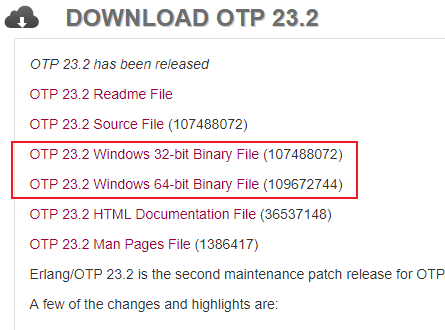 DOWNLOAD OTP 23.2
OTP 23.2 has been released
OTP 23.2 Readme File
OTP 23.2 Source File (107488072)
OTP 23.2 Windows 32-bit Binary File (107488072)
OTP 23.2 Windows 64-bit Binary File (109672744)
OTP 23.2 HTML Documentation File (36537148)
OTP 23.2 Man Pages File (1386417)
Erlang/OTP 23.2 is the second maintenance patch release for OTP
A few of the changes and highlights are: